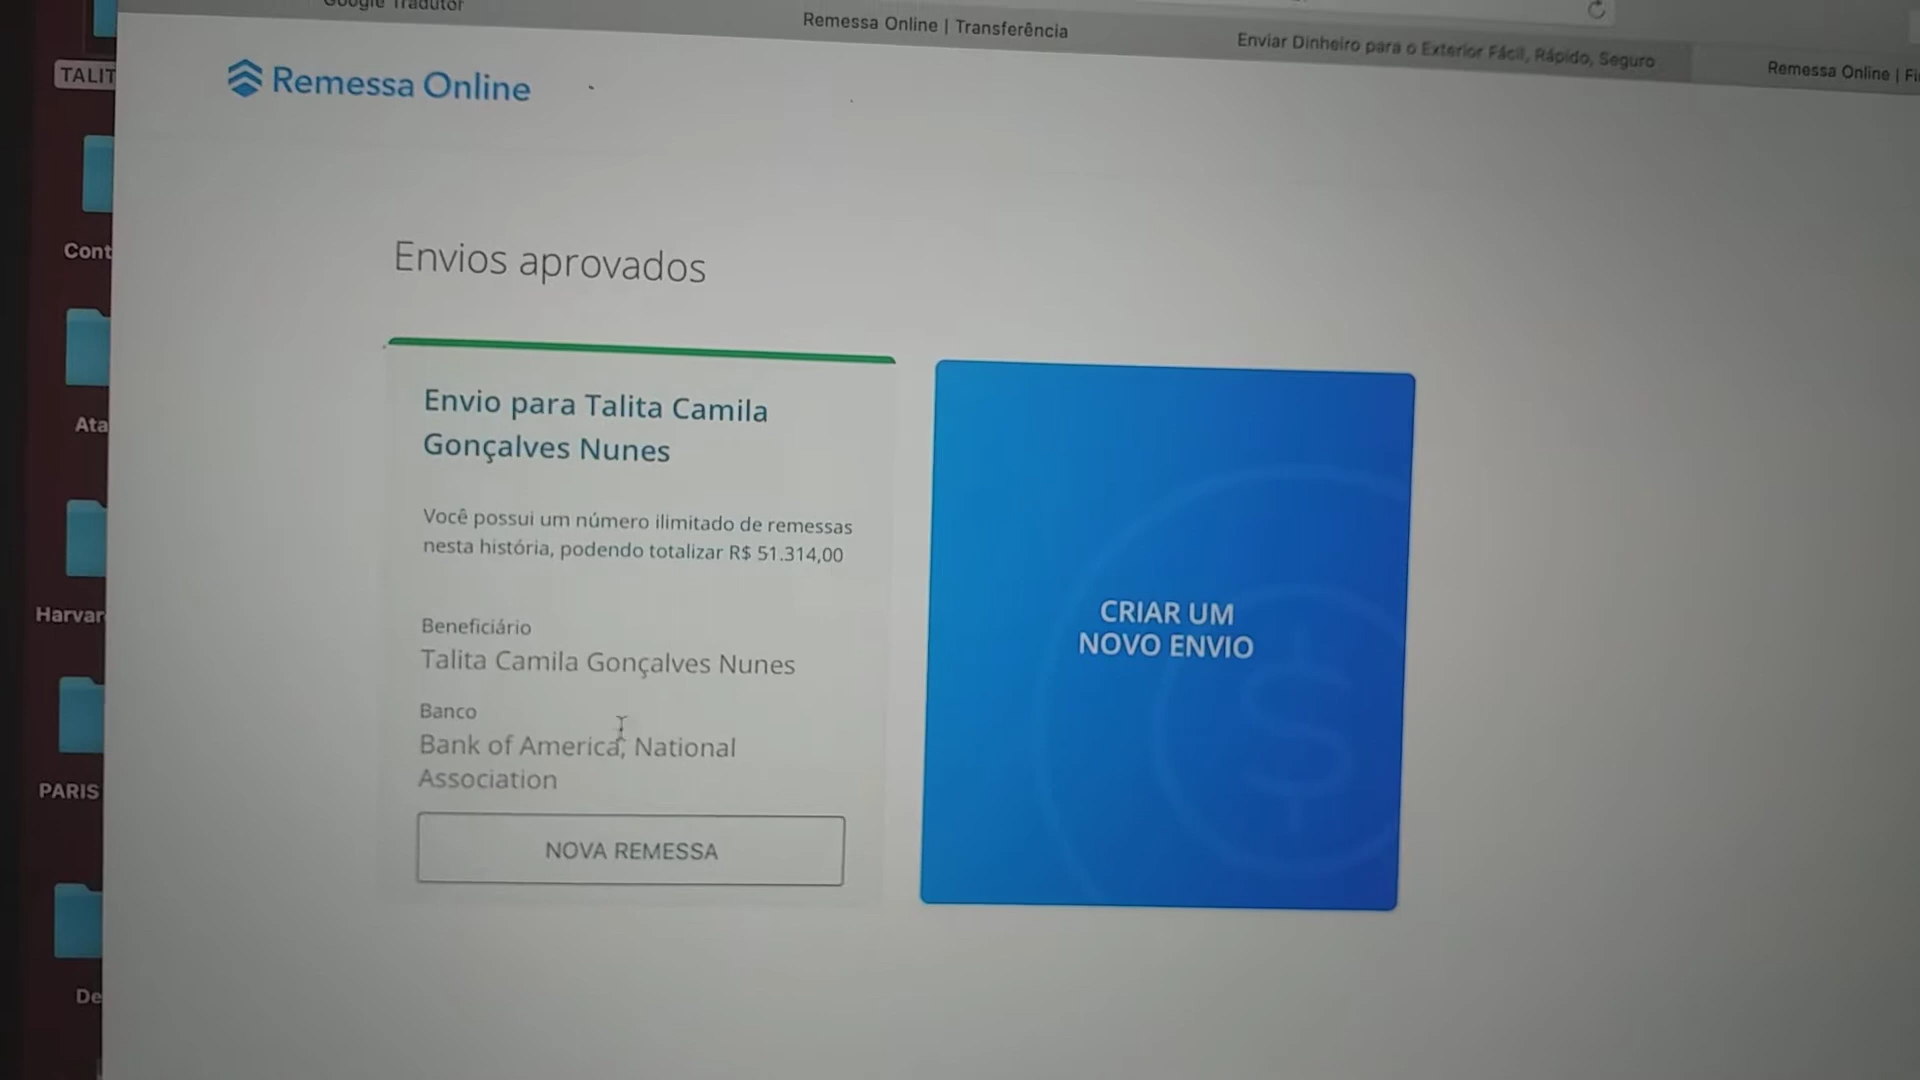 Google Tradutor
Remessa Online | Transferência
Enviar Dinheiro para o Exterior Fácil, Rápido, Seguro
Remessa Online |
TALIT
Remessa Online
Cont
Envios aprovados
Ata
Envio para Talita Camila
Gonçalves Nunes
Você possui um número ilimitado de remessas
nesta história, podendo totalizar R$ 51.314,00
CRIAR UM
NOVO ENVIO
Harvar
Beneficiário
Talita Camila Gonçalves Nunes
Banco
Bank of America, National
Association
PARIS
NOVA REMESSA
De